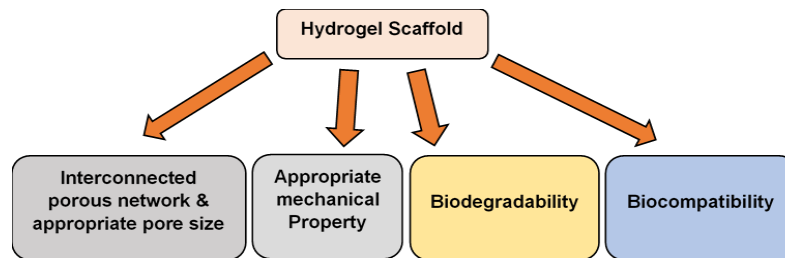 Hydrogel Scaffold
Interconnected
porous network &
appropriate pore size
Appropriate
mechanical
Property
Biodegradability
Biocompatibility